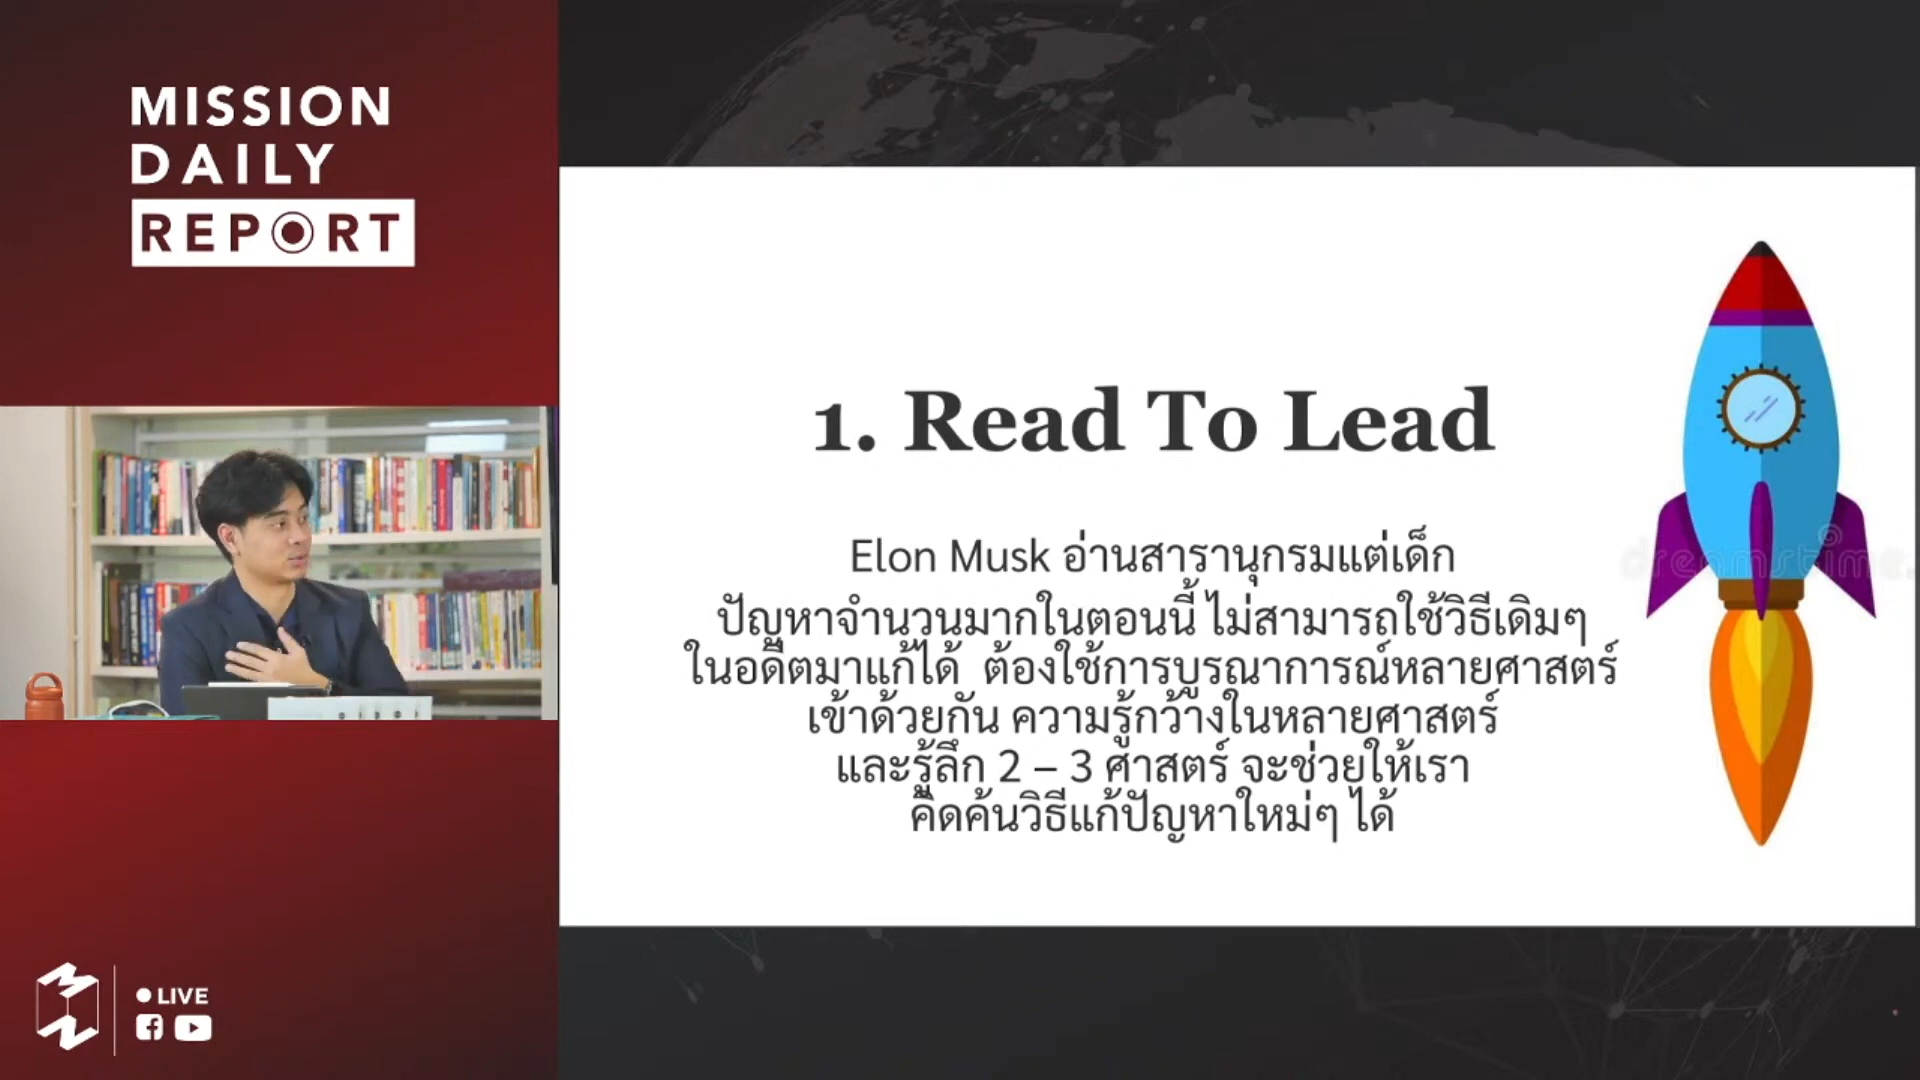 MISSION
DAILY
REPORT
1. Read To Lead
Elon Musk อ่านสารานุกรมแต่เด็ก
ปัญหาจำนวนมากในตอนนี้ ไม่สามารถใช้วิธีเดิมๆ
ในอดีตมาแก้ได้ ต้องใช้การบูรณาการณ์หลายศาสตร์
เข้าด้วยกัน ความรู้กว้างในหลายศาสตร์
และรู้ลึก 2 – 3 ศาสตร์ จะช่วยให้เรา
คิดค้นวิธีแก้ปัญหาใหม่ๆ ได้
dreamstime.
LIVE